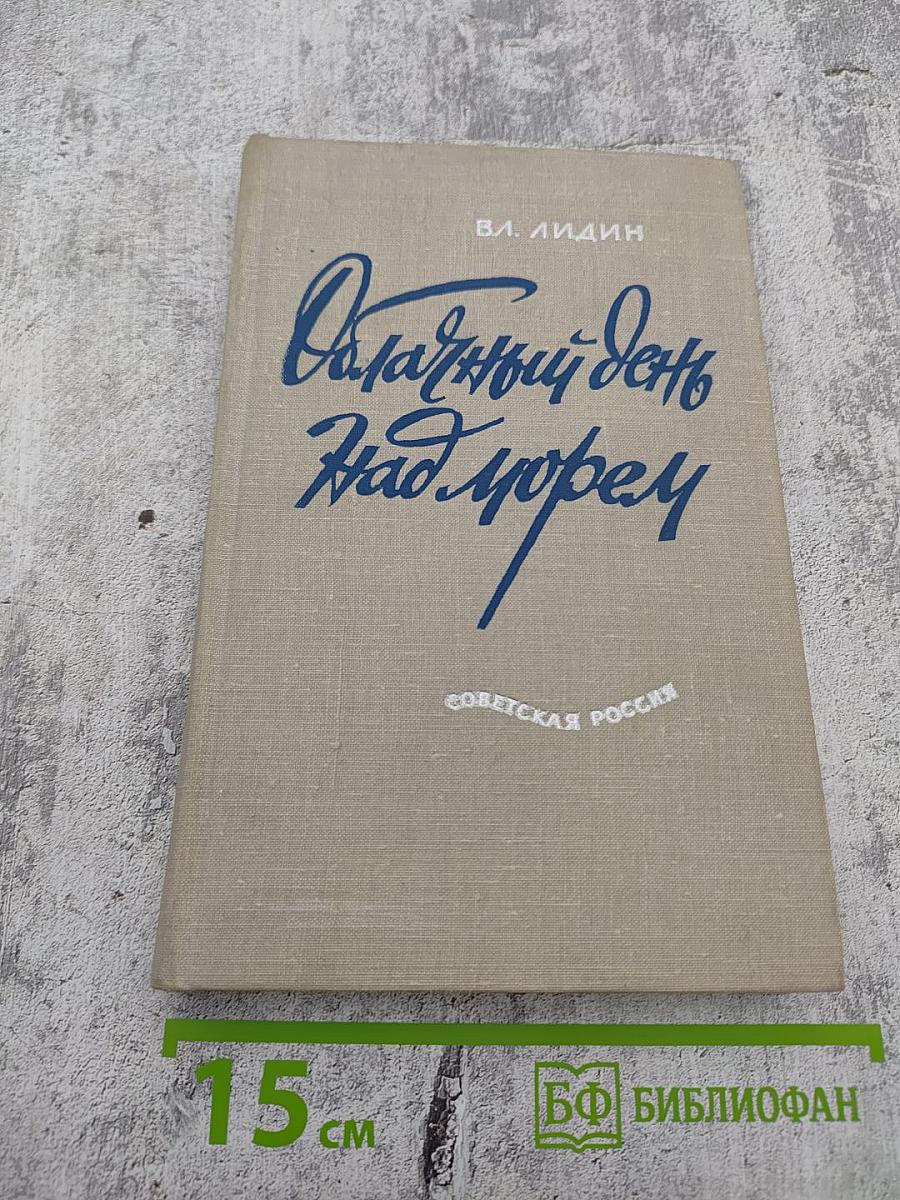 ВЛ. ЛИДИН
Облачный день
над морем
СОВЕТСКАЯ РОССИЯ
15 см
БФ БИБЛИОФАН